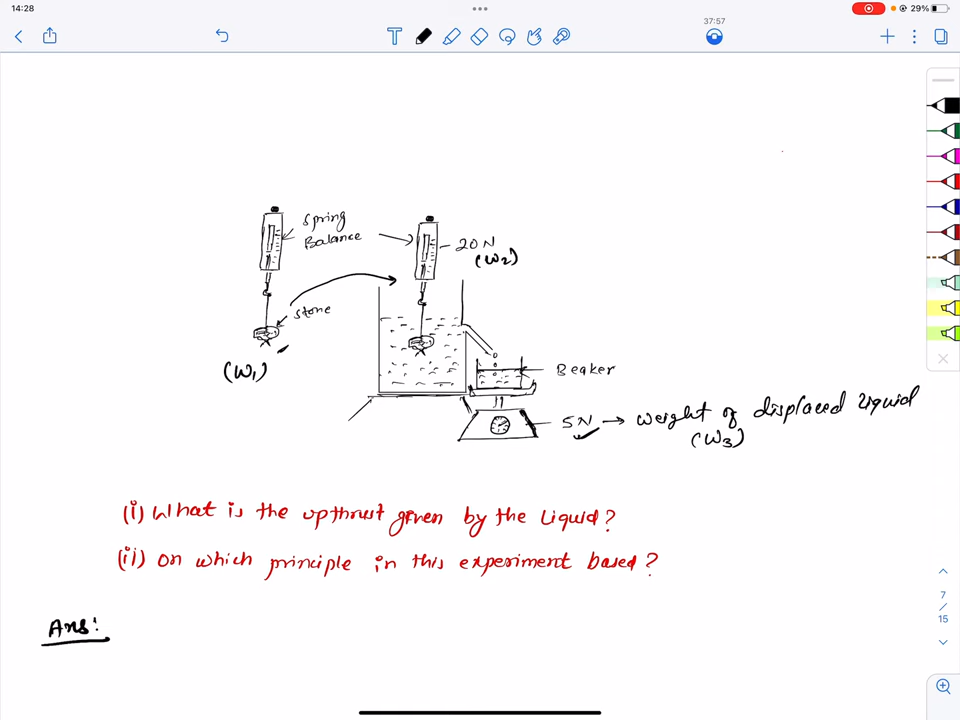 14:28
37:57
29%
T
Spring
Balance
20 N
(W2)
Stone
(W1)
Beaker
5N → weight of displaced liquid
(W3)
(i) What is the upthrust given by the liquid?
(ii) On which principle in this experiment based?
Ans:
7
/
15